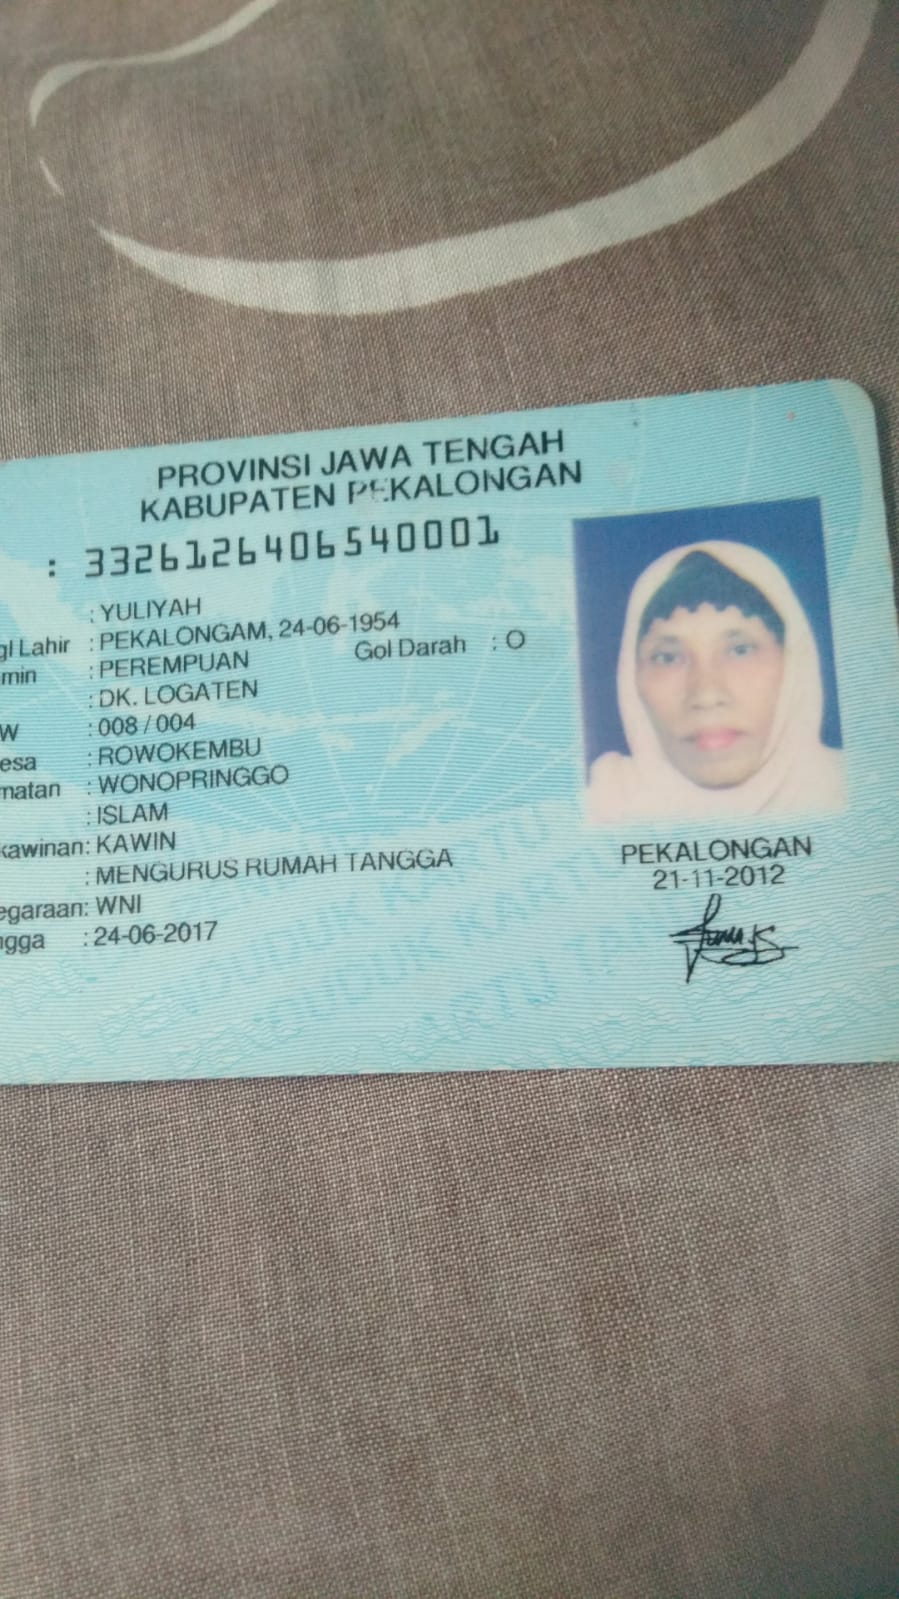 PROVINSI JAWA TENGAH
KABUPATEN PEKALONGAN
: 3326126406540001
: YULIYAH
gl Lahir : PEKALONGAM, 24-06-1954
min : PEREMPUAN Gol Darah : O
: DK. LOGATEN
W : 008 / 004
esa : ROWOKEMBU
matan : WONOPRINGGO
: ISLAM
kawinan: KAWIN
: MENGURUS RUMAH TANGGA
egaraan: WNI
ngga : 24-06-2017
PEKALONGAN
21-11-2012